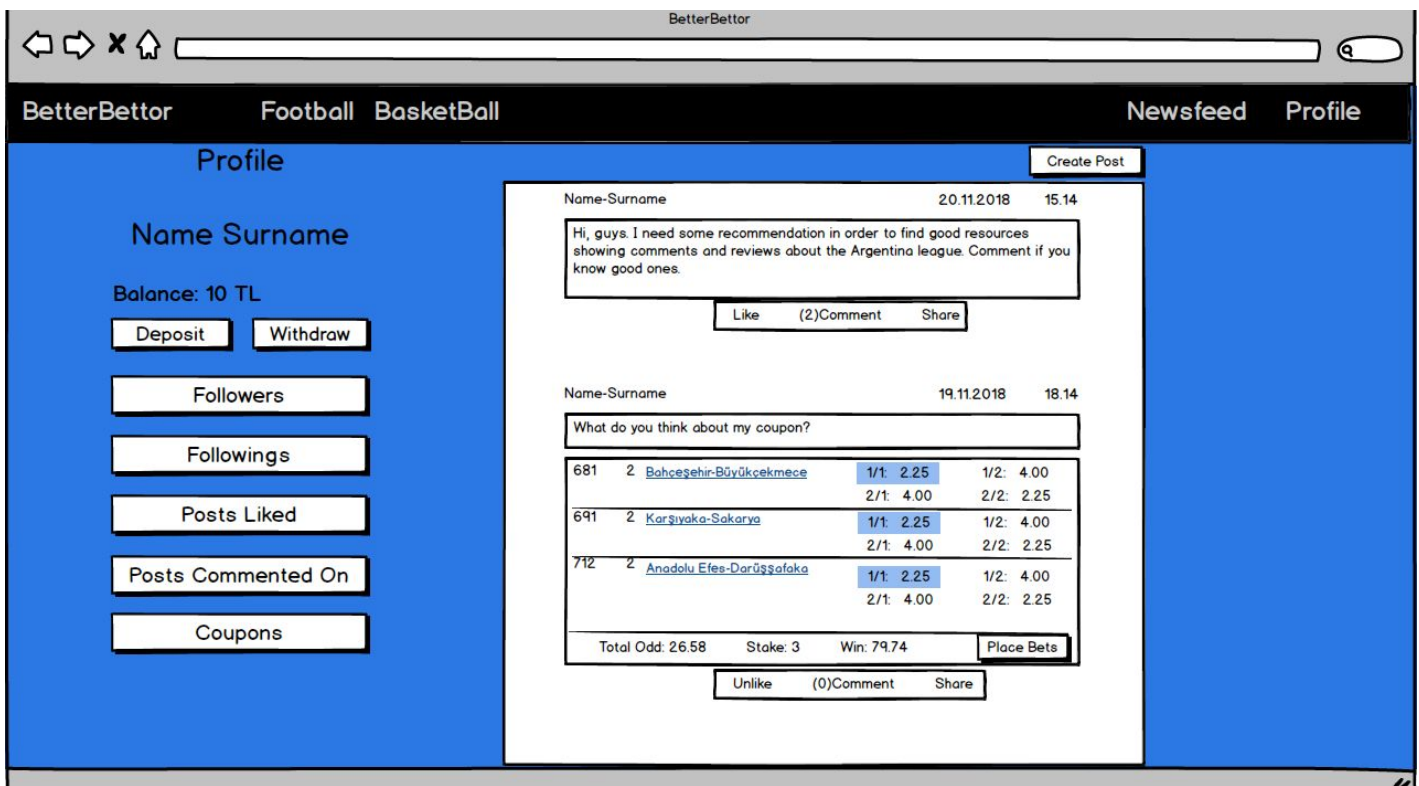 BetterBettor
BetterBettor Football BasketBall Newsfeed Profile
Profile
Name Surname
Balance: 10 TL
Deposit Withdraw
Followers
Followings
Posts Liked
Posts Commented On
Coupons
Create Post
Name-Surname 20.11.2018 15.14
Hi, guys. I need some recommendation in order to find good resources
showing comments and reviews about the Argentina league. Comment if you
know good ones.
Like (2)Comment Share
Name-Surname 19.11.2018 18.14
What do you think about my coupon?
681 2 Bahçeşehir-Büyükçekmece 1/1: 2.25 1/2: 4.00
2/1: 4.00 2/2: 2.25
691 2 Karşıyaka-Sakarya 1/1: 2.25 1/2: 4.00
2/1: 4.00 2/2: 2.25
712 2 Anadolu Efes-Darüşşafaka 1/1: 2.25 1/2: 4.00
2/1: 4.00 2/2: 2.25
Total Odd: 26.58 Stake: 3 Win: 79.74 Place Bets
Unlike (0)Comment Share